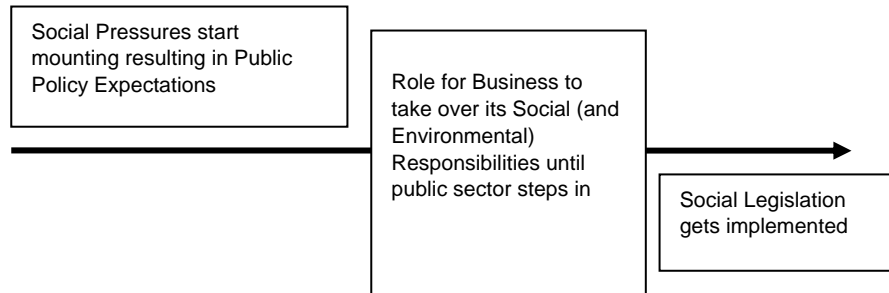 Social Pressures start
mounting resulting in Public
Policy Expectations
Role for Business to
take over its Social (and
Environmental)
Responsibilities until
public sector steps in
Social Legislation
gets implemented